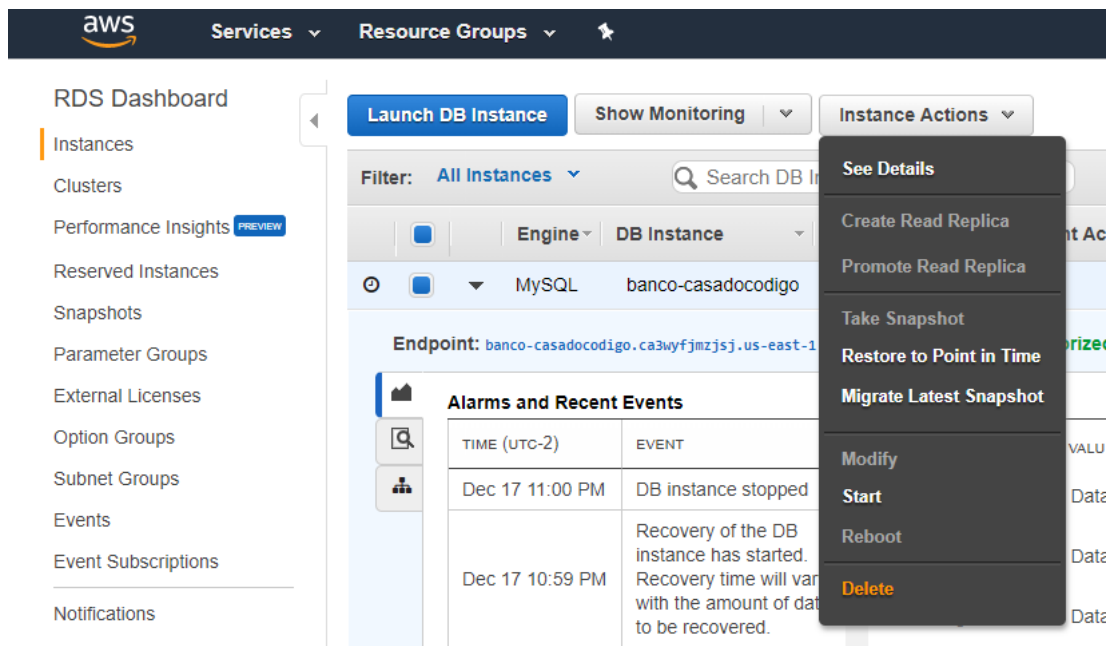 aws Services Resource Groups
RDS Dashboard
Instances
Clusters
Performance Insights PREVIEW
Reserved Instances
Snapshots
Parameter Groups
External Licenses
Option Groups
Subnet Groups
Events
Event Subscriptions
Notifications
Launch DB Instance Show Monitoring Instance Actions
Filter: All Instances Search DB
Engine DB Instance
MySQL banco-casadocodigo
Endpoint: banco-casadocodigo.ca3wyfjmzjsj.us-east-1
Alarms and Recent Events
TIME (UTC-2) EVENT
Dec 17 11:00 PM DB instance stopped
Dec 17 10:59 PM Recovery of the DB
instance has started.
Recovery time will
with the amount of
to be recovered.
See Details
Create Read Replica
Promote Read Replica
Take Snapshot
Restore to Point in Time
Migrate Latest Snapshot
Modify
Start
Reboot
Delete